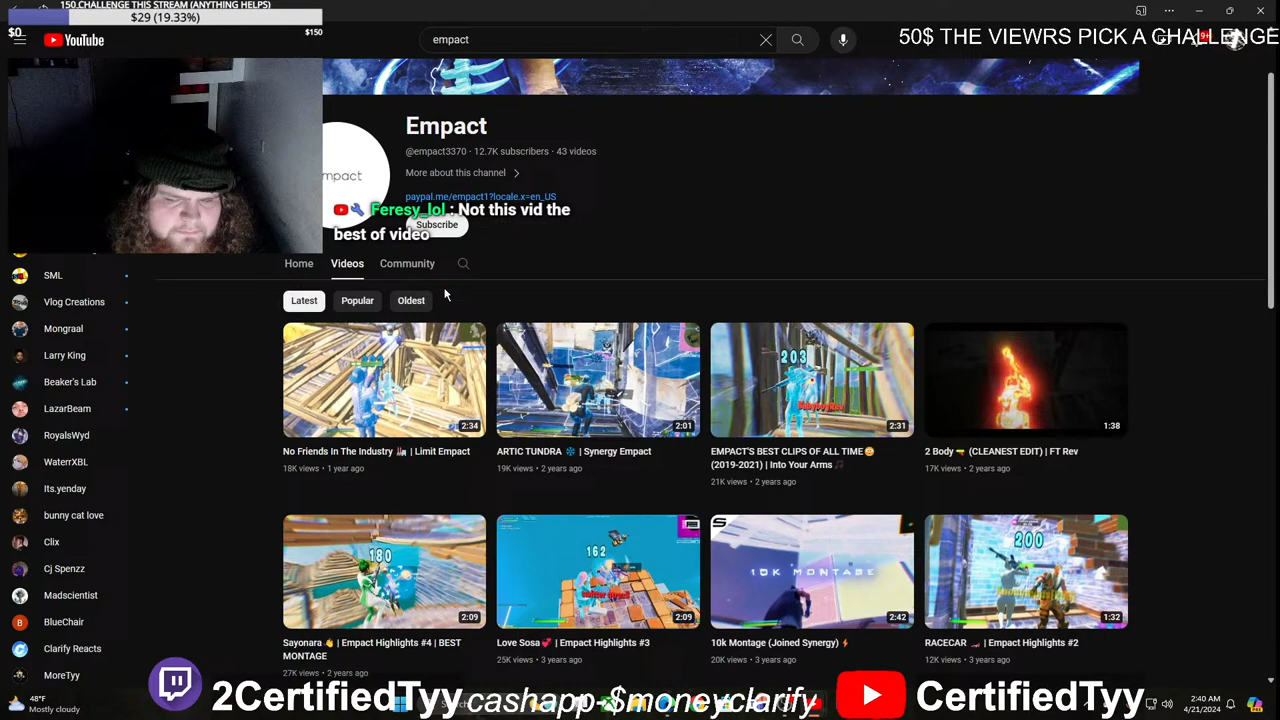 150 CHALLENGE THIS STREAM (ANYTHING HELPS)
$29 (19.33%)
$0
$150
YouTube
empact
9+
50$ THE VIEWRS PICK A CHALLENGE
Empact
@empact3370 · 12.7K subscribers · 43 videos
More about this channel
mpact
paypal.me/empact1?locale.x=en_US
Feresy_lol : Not this vid the
best of video
Subscribe
Home
Videos
Community
Latest
Popular
Oldest
SML
Vlog Creations
Mongraal
Larry King
Beaker's Lab
LazarBeam
RoyalsWyd
WaterrXBL
Its.yenday
bunny cat love
Clix
Cj Spenzz
Madscientist
B
BlueChair
Clarify Reacts
MoreTyy
2:34
No Friends In The Industry | Limit Empact
18K views • 1 year ago
2:01
ARTIC TUNDRA ❄ | Synergy Empact
19K views • 2 years ago
203
2:31
EMPACT'S BEST CLIPS OF ALL TIME😳
(2019-2021) | Into Your Arms 🎵
21K views • 2 years ago
1:38
2 Body 🔫 (CLEANEST EDIT) | FT Rev
17K views • 2 years ago
180
2:09
Sayonara 👋 | Empact Highlights #4 | BEST
MONTAGE
27K views • 2 years ago
162
2:09
Love Sosa💕 | Empact Highlights #3
25K views • 3 years ago
10K MONTAGE
2:42
10k Montage (Joined Synergy) ⚡
20K views • 3 years ago
200
1:32
RACECAR 🏎 | Empact Highlights #2
12K views • 3 years ago
48°F
Mostly cloudy
2CertifiedTyy
cashapp-$moneyclarify
CertifiedTyy
2:40 AM
4/21/2024